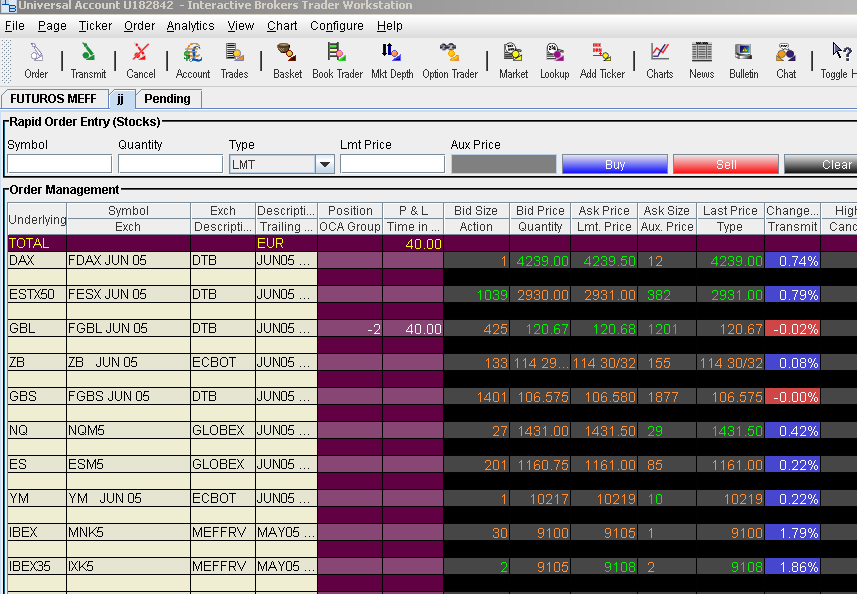 Universal Account U182842 - Interactive Brokers Trader Workstation
File Page Ticker Order Analytics View Chart Configure Help
Order Transmit Cancel Account Trades Basket Book Trader Mkt Depth Option Trader Market Lookup Add Ticker Charts News Bulletin Chat Toggle H
FUTUROS MEFF jj Pending
Rapid Order Entry (Stocks)
Symbol Quantity Type Lmt Price Aux Price
LMT Buy Sell Clear
Order Management
Underlying Symbol Exch Descripti... Position P & L Bid Size Bid Price Ask Price Ask Size Last Price Change... High
Exch Descripti... Trailing ... OCA Group Time in ... Action Quantity Lmt. Price Aux. Price Type Transmit Canc
TOTAL EUR 40.00
DAX FDAX JUN 05 DTB JUN05 ... 1 4239.00 4239.50 12 4239.00 0.74%
ESTX50 FESX JUN 05 DTB JUN05 ... 1039 2930.00 2931.00 382 2931.00 0.79%
GBL FGBL JUN 05 DTB JUN05 ... -2 40.00 425 120.67 120.68 1201 120.67 -0.02%
ZB ZB JUN 05 ECBOT JUN05 ... 133 114 29... 114 30/32 155 114 30/32 0.08%
GBS FGBS JUN 05 DTB JUN05 ... 1401 106.575 106.580 1877 106.575 -0.00%
NQ NQM5 GLOBEX JUN05 ... 27 1431.00 1431.50 29 1431.50 0.42%
ES ESM5 GLOBEX JUN05 ... 201 1160.75 1161.00 85 1161.00 0.22%
YM YM JUN 05 ECBOT JUN05 ... 1 10217 10219 10 10219 0.22%
IBEX MNK5 MEFFRV MAY05 ... 30 9100 9105 1 9100 1.79%
IBEX35 IXK5 MEFFRV MAY05 ... 2 9105 9108 2 9108 1.86%